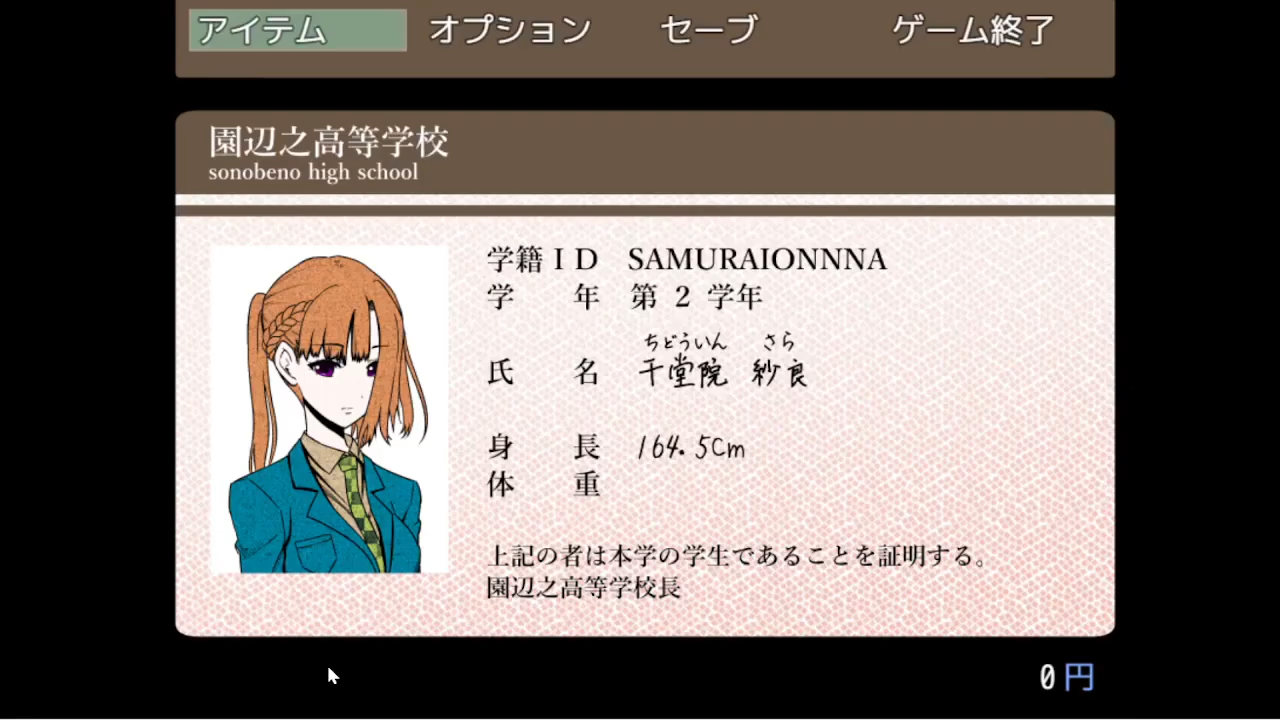 アイテム オプション セーブ ゲーム終了
園辺之高等学校
sonobeno high school
学籍ＩＤ SAMURAIONNNA
学 年 第 2 学年
ちどういん さら
氏 名 千堂院 紗良
身 長 164.5Cm
体 重
上記の者は本学の学生であることを証明する。
園辺之高等学校長
0円